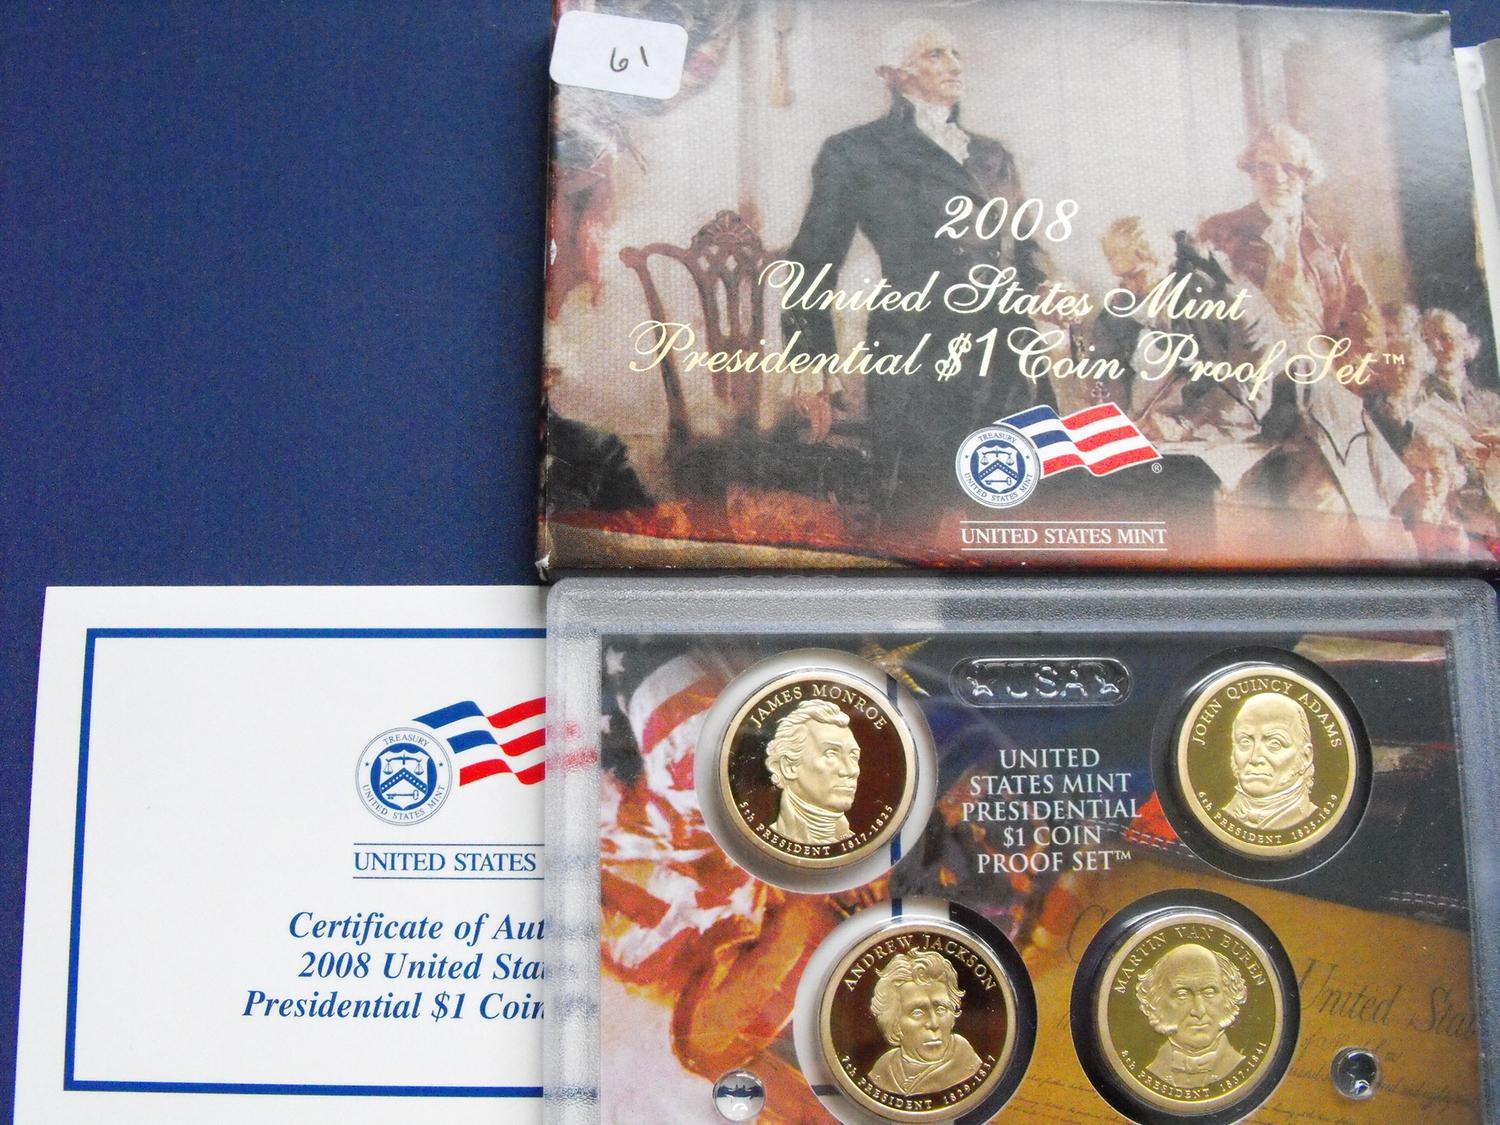 61
2008
United States Mint
Presidential $1 Coin Proof Set™
TREASURY
UNITED STATES MINT
®
UNITED STATES MINT
TREASURY
UNITED STATES MINT
UNITED STATES
Certificate of Aut
2008 United Sta
Presidential $1 Coin
USA
UNITED
STATES MINT
PRESIDENTIAL
$1 COIN
PROOF SET™
JAMES MONROE
5th PRESIDENT 1817-1825
JOHN QUINCY ADAMS
6th PRESIDENT 1825-1829
ANDREW JACKSON
7th PRESIDENT 1829-1837
MARTIN VAN BUREN
8th PRESIDENT 1837-1841
United Stat